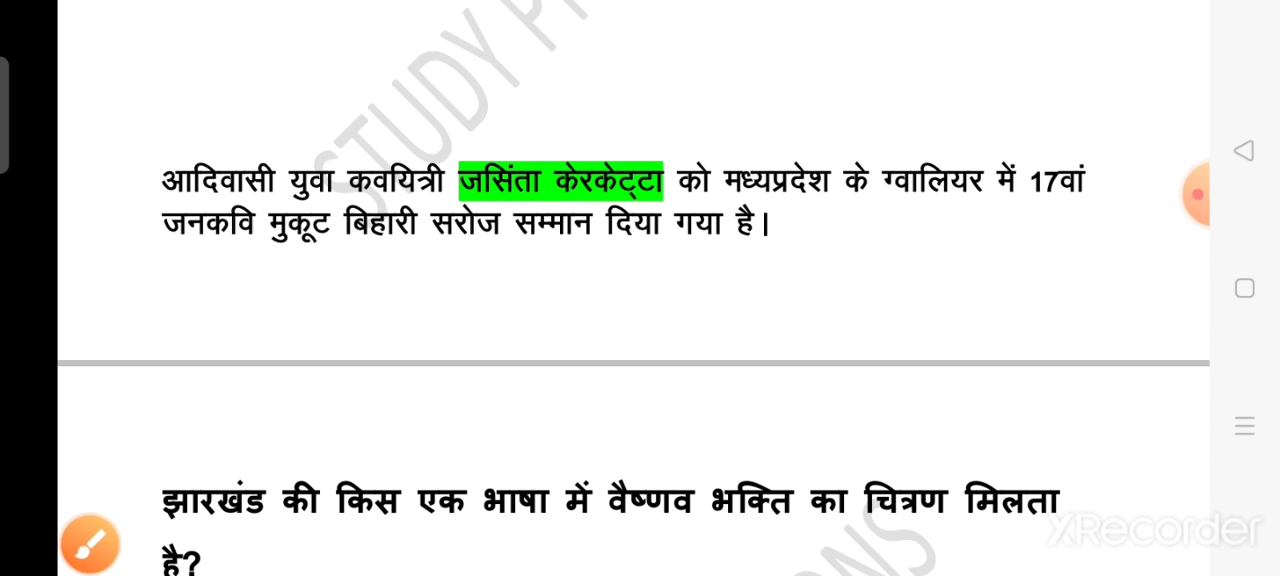 STUDY P
आदिवासी युवा कवयित्री जसिंता केरकेट्टा को मध्यप्रदेश के ग्वालियर में 17वां
जनकवि मुकूट बिहारी सरोज सम्मान दिया गया है।
झारखंड की किस एक भाषा में वैष्णव भक्ति का चित्रण मिलता
है?
XRecorder